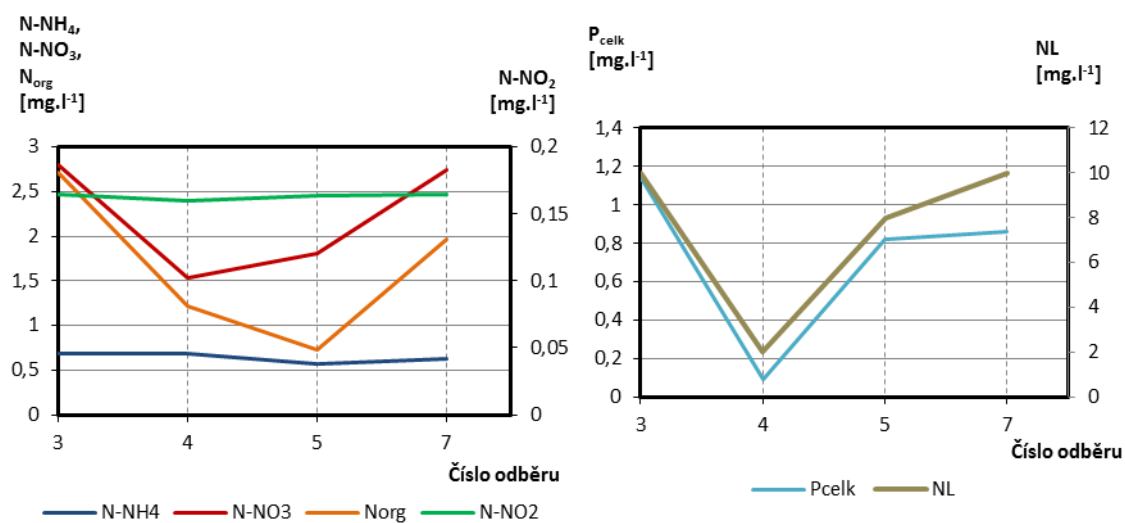 N-NH₄,
N-NO₃,
Norg
[mg.l⁻¹]
N-NO₂
[mg.l⁻¹]
3
2,5
2
1,5
1
0,5
0
0,2
0,15
0,1
0,05
0
3 4 5 7
Číslo odběru
N-NH4 N-NO3 Norg N-NO2
Pcelk
[mg.l⁻¹]
NL
[mg.l⁻¹]
1,4
1,2
1
0,8
0,6
0,4
0,2
0
12
10
8
6
4
2
0
3 4 5 7
Číslo odběru
Pcelk NL